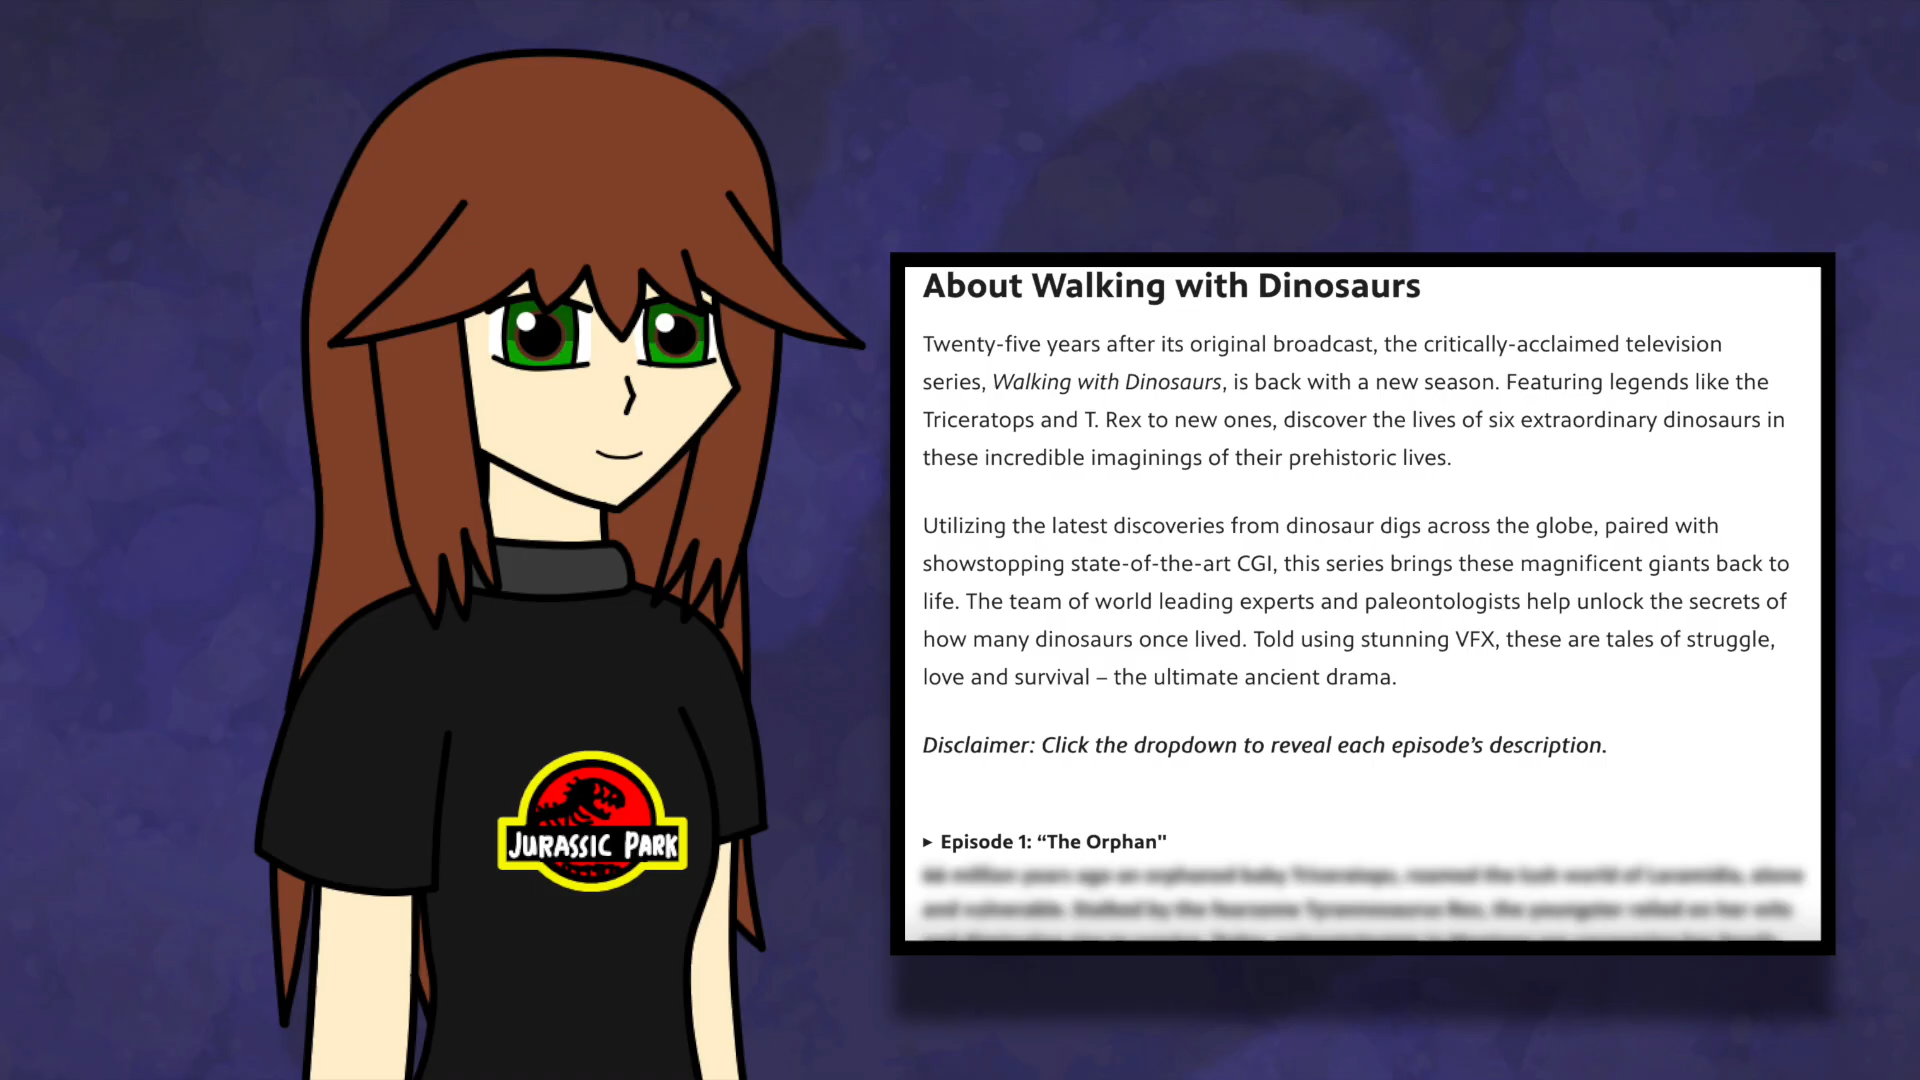 About Walking with Dinosaurs
Twenty-five years after its original broadcast, the critically-acclaimed television
series, Walking with Dinosaurs, is back with a new season. Featuring legends like the
Triceratops and T. Rex to new ones, discover the lives of six extraordinary dinosaurs in
these incredible imaginings of their prehistoric lives.
Utilizing the latest discoveries from dinosaur digs across the globe, paired with
showstopping state-of-the-art CGI, this series brings these magnificent giants back to
life. The team of world leading experts and paleontologists help unlock the secrets of
how many dinosaurs once lived. Told using stunning VFX, these are tales of struggle,
love and survival – the ultimate ancient drama.
Disclaimer: Click the dropdown to reveal each episode’s description.
▸ Episode 1: “The Orphan"
JURASSIC PARK